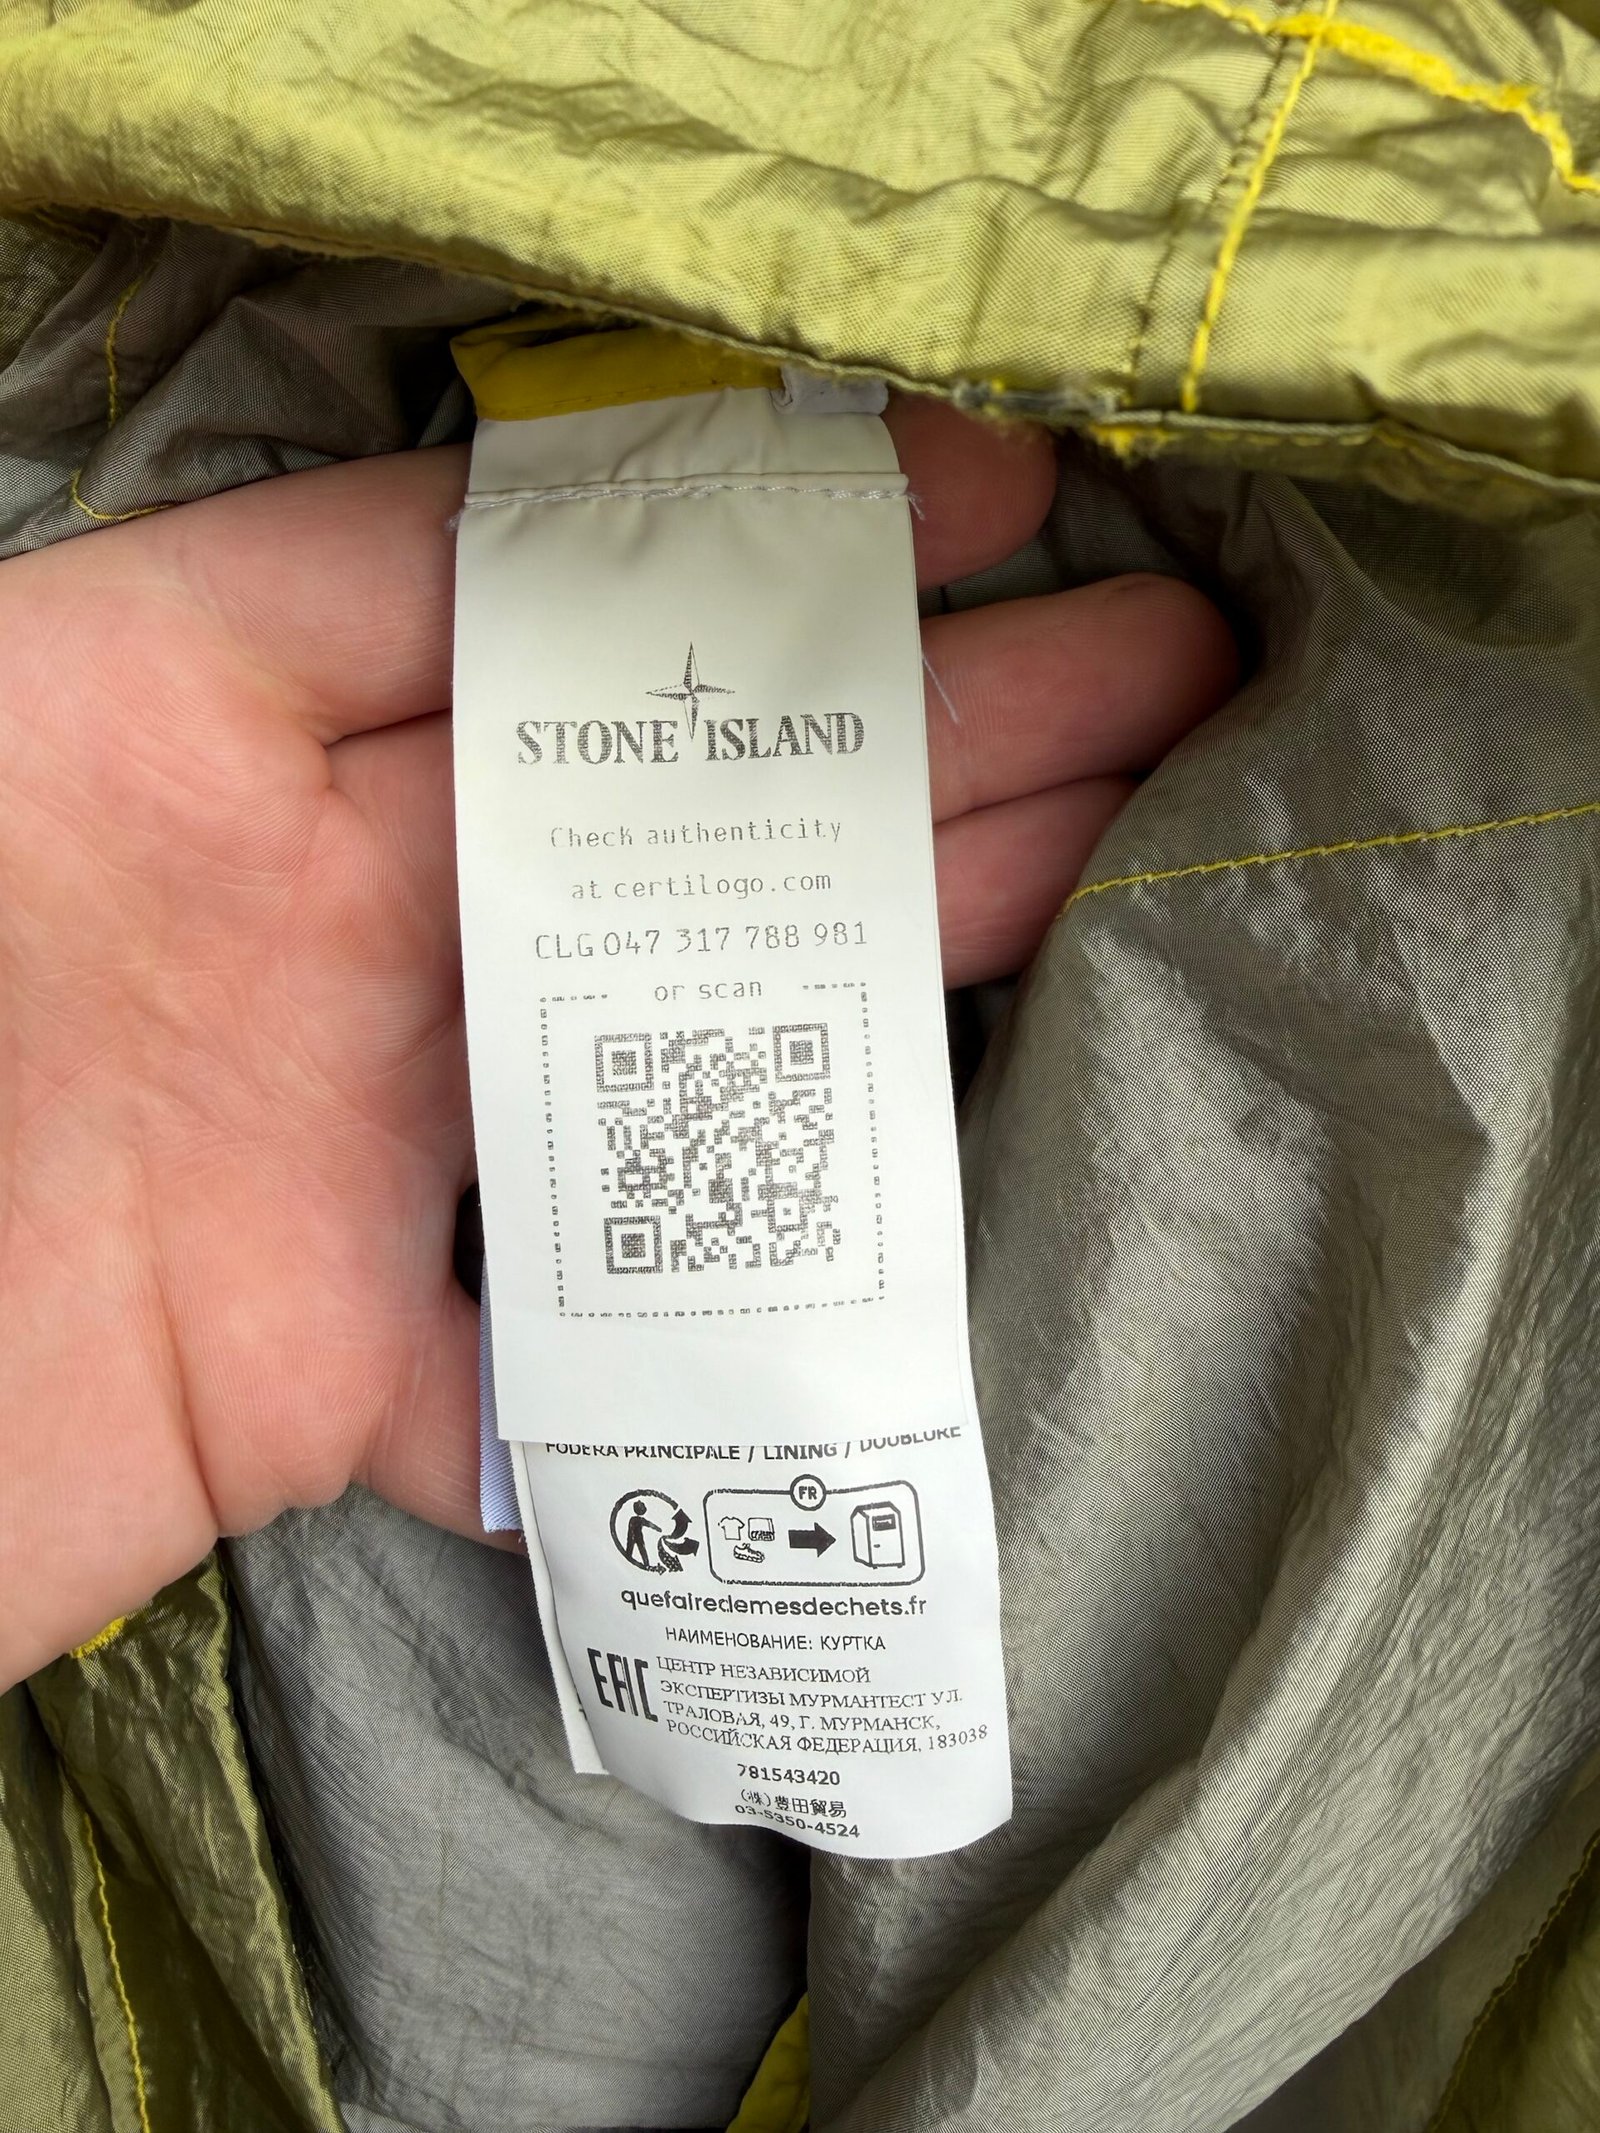 STONE ISLAND
Check authenticity
at certilogo.com
CLG 047 317 788 981
or scan
FODERA PRINCIPALE / LINING / DOUBLURE
FR
quefairedemesdechets.fr
НАИМЕНОВАНИЕ: КУРТКА
EAC
ЦЕНТР НЕЗАВИСИМОЙ
ЭКСПЕРТИЗЫ МУРМАНТЕСТ УЛ.
ТРАЛОВАЯ, 49, Г. МУРМАНСК,
РОССИЙСКАЯ ФЕДЕРАЦИЯ, 183038
781543420
(株)豊田貿易
03-5350-4524